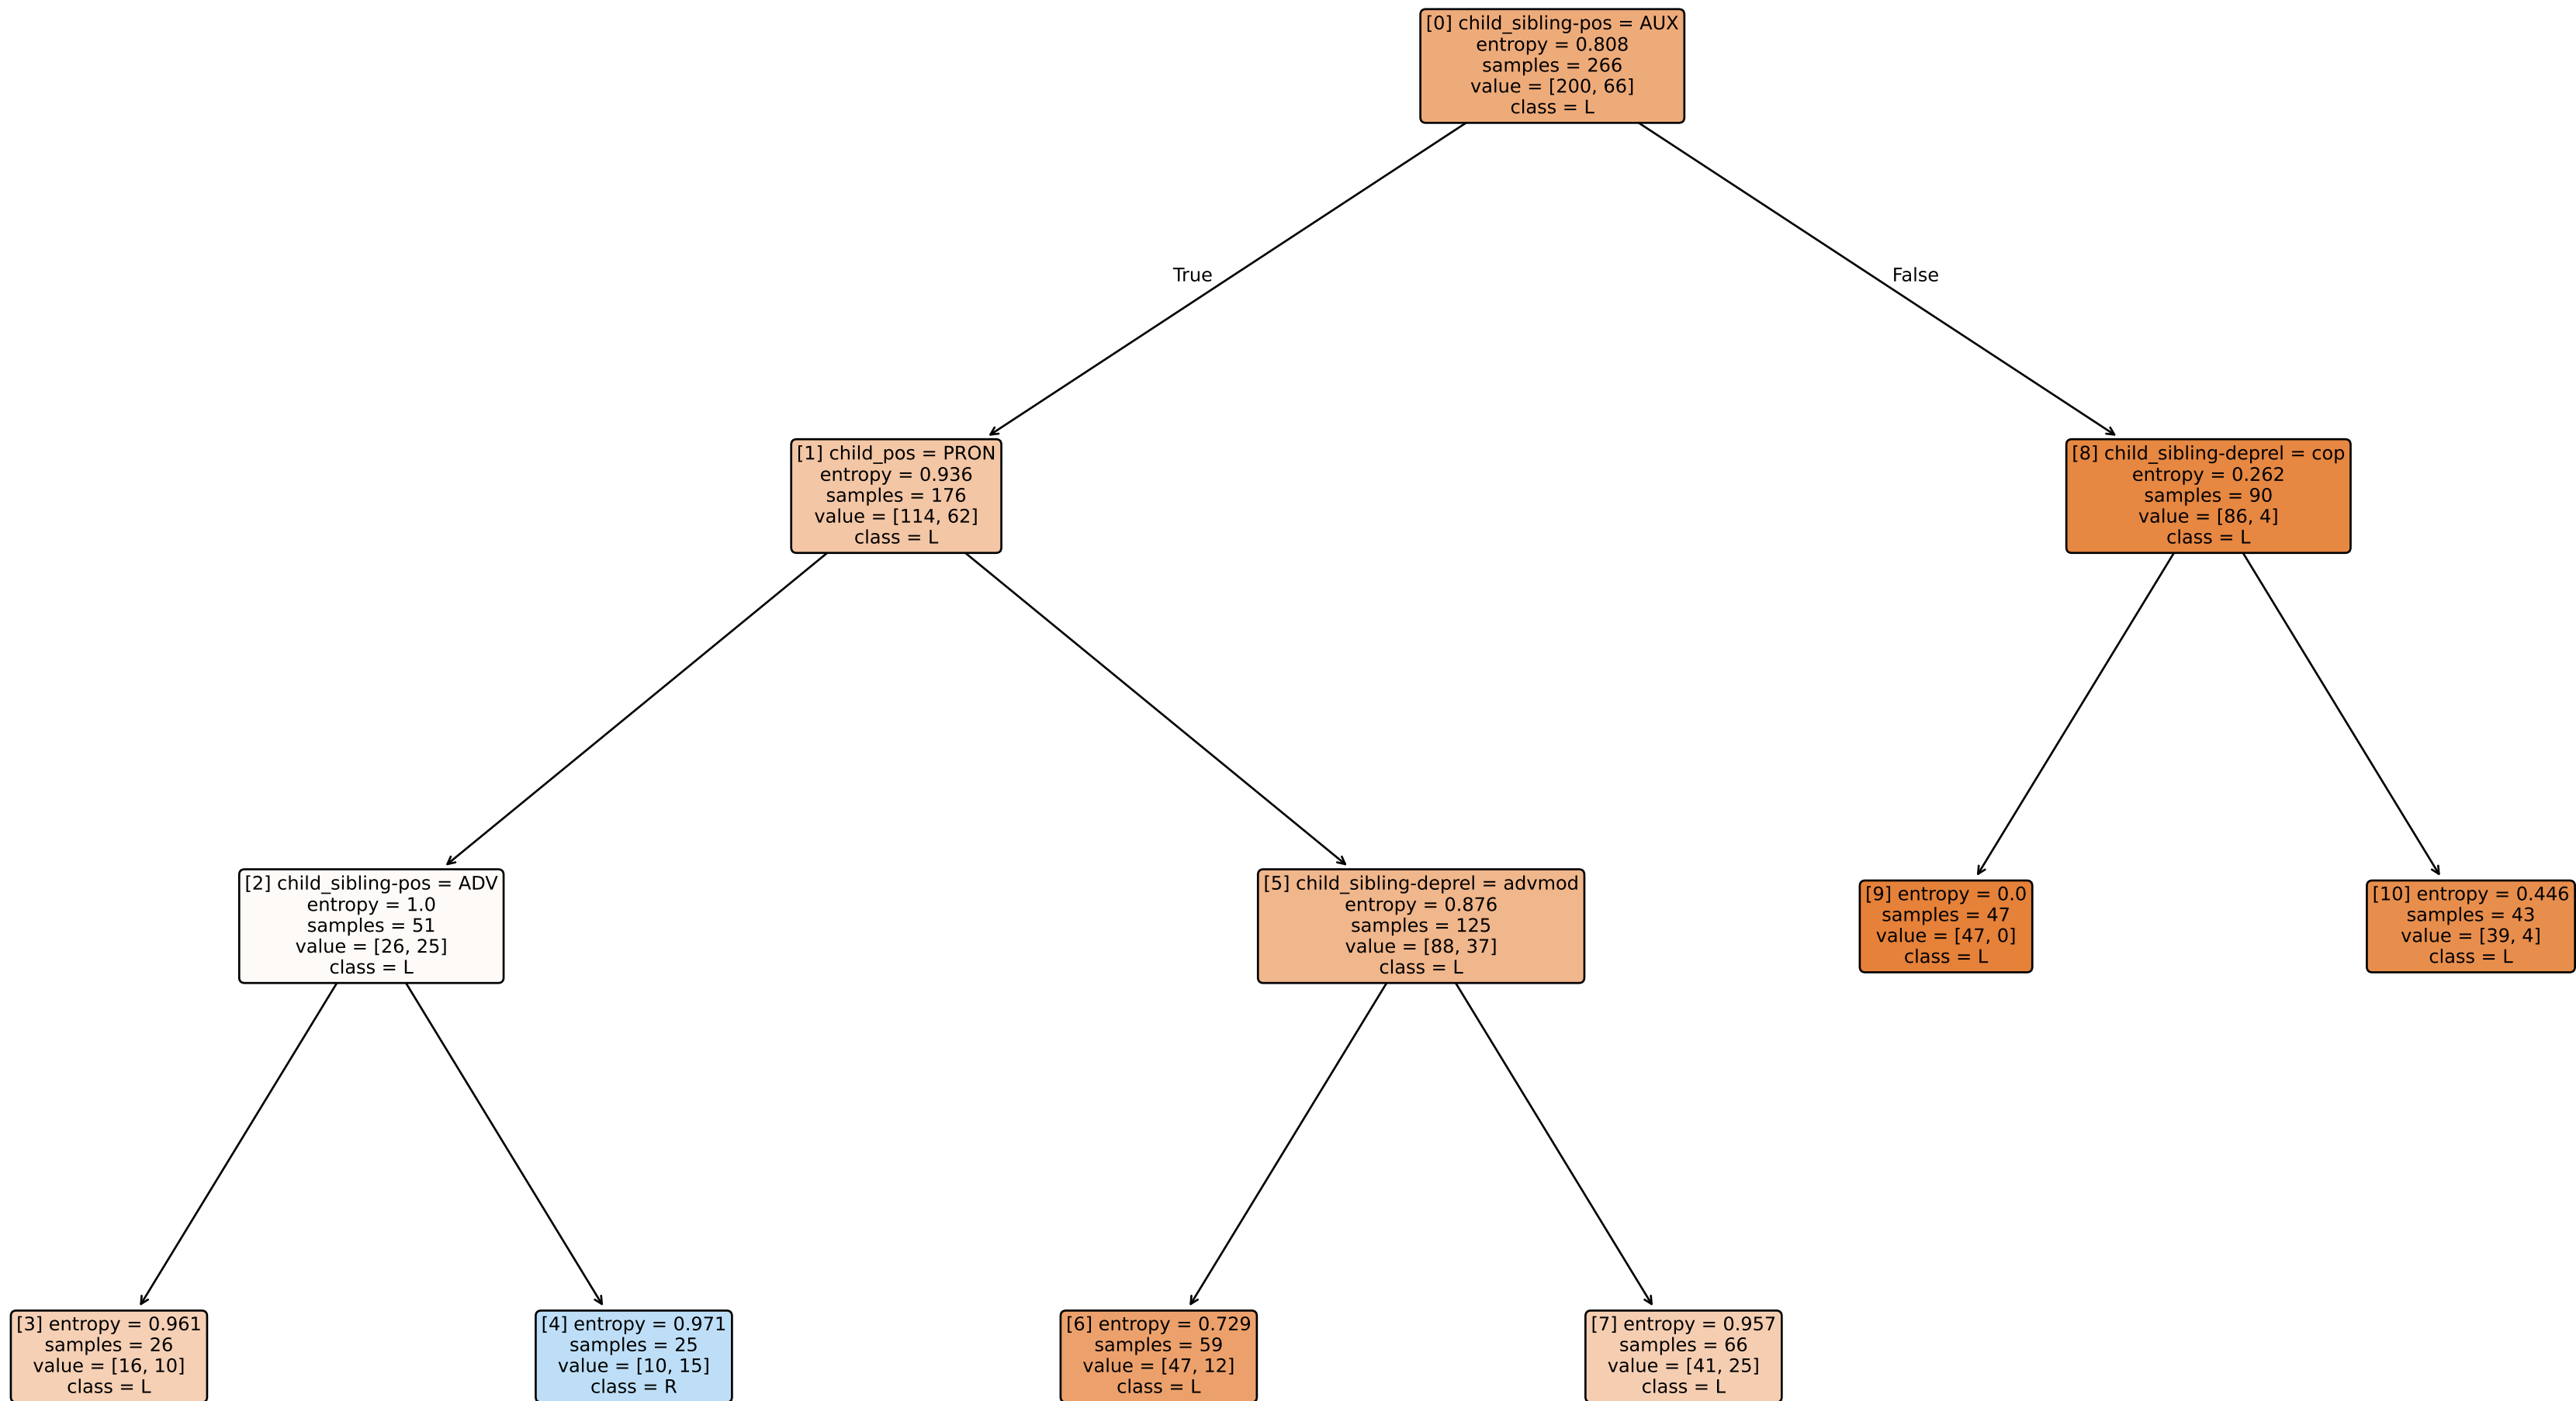 [0] child_sibling-pos = AUX
entropy = 0.808
samples = 266
value = [200, 66]
class = L
True
False
[1] child_pos = PRON
entropy = 0.936
samples = 176
value = [114, 62]
class = L
[8] child_sibling-deprel = cop
entropy = 0.262
samples = 90
value = [86, 4]
class = L
[2] child_sibling-pos = ADV
entropy = 1.0
samples = 51
value = [26, 25]
class = L
[5] child_sibling-deprel = advmod
entropy = 0.876
samples = 125
value = [88, 37]
class = L
[9] entropy = 0.0
samples = 47
value = [47, 0]
class = L
[10] entropy = 0.446
samples = 43
value = [39, 4]
class = L
[3] entropy = 0.961
samples = 26
value = [16, 10]
class = L
[4] entropy = 0.971
samples = 25
value = [10, 15]
class = R
[6] entropy = 0.729
samples = 59
value = [47, 12]
class = L
[7] entropy = 0.957
samples = 66
value = [41, 25]
class = L